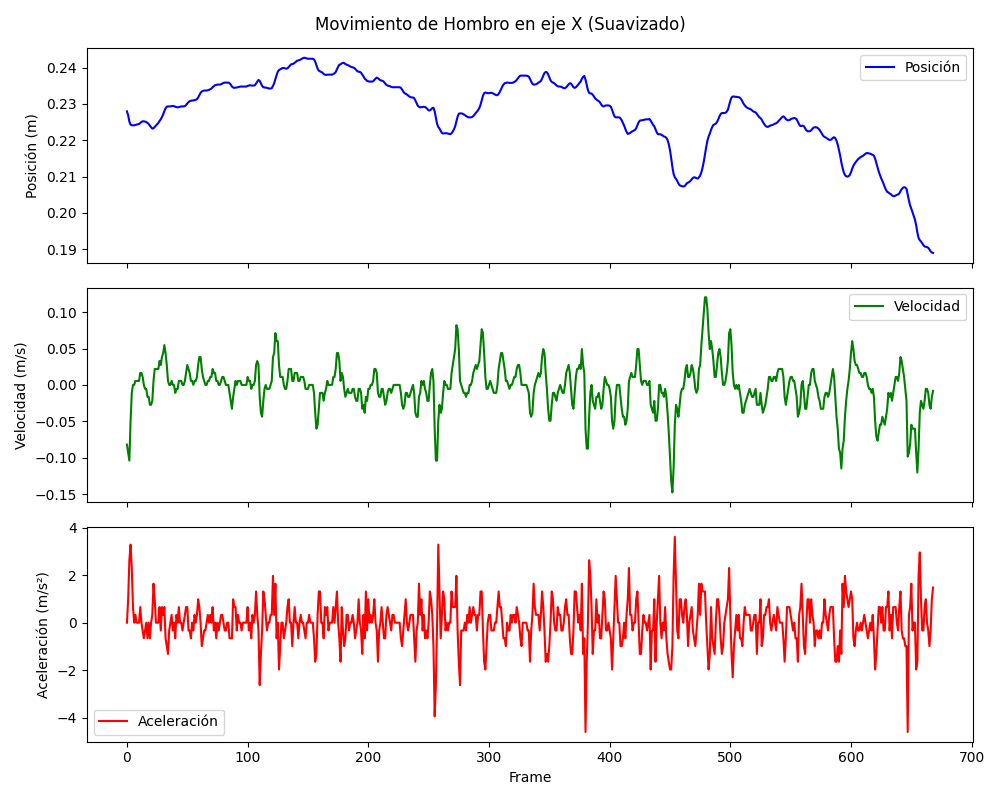 Movimiento de Hombro en eje X (Suavizado)
Posición (m)
0.24
0.23
0.22
0.21
0.20
0.19
Posición
Velocidad (m/s)
0.10
0.05
0.00
−0.05
−0.10
−0.15
Velocidad
Aceleración (m/s²)
4
2
0
−2
−4
Aceleración
0 100 200 300 400 500 600 700
Frame